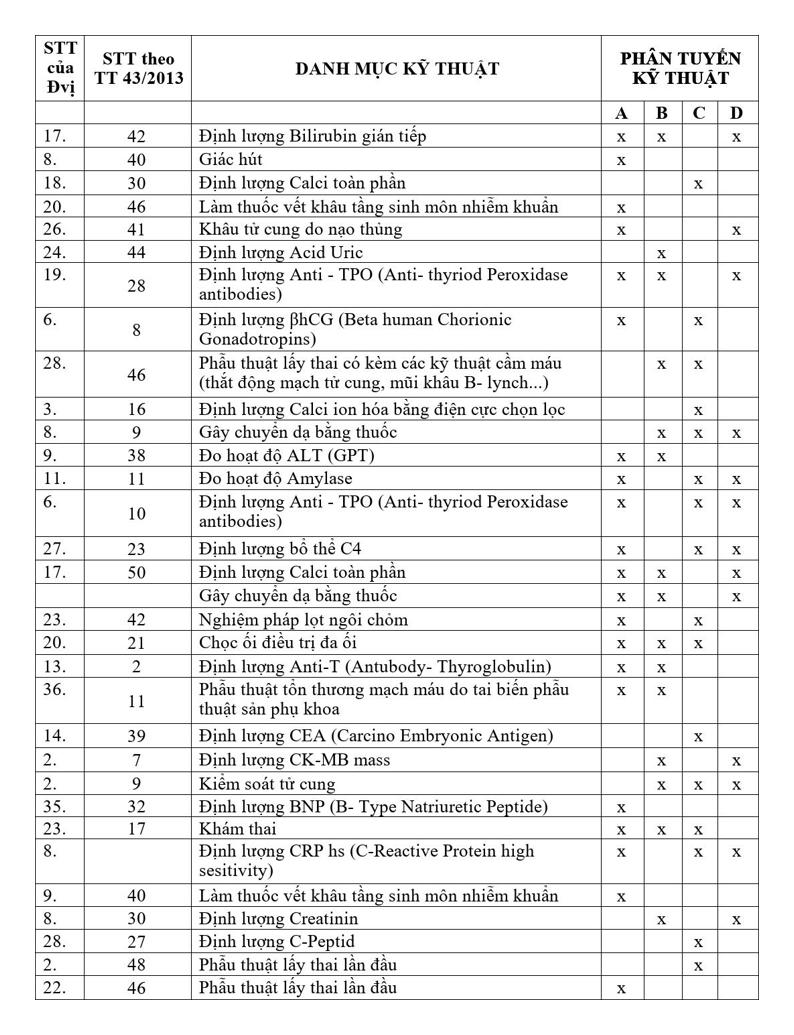 STT của Đvị | STT theo TT 43/2013 | DANH MỤC KỸ THUẬT | PHÂN TUYẾN KỸ THUẬT
A | B | C | D
17. | 42 | Định lượng Bilirubin gián tiếp | x | x | | x
8. | 40 | Giác hút | x | | |
18. | 30 | Định lượng Calci toàn phần | | | x |
20. | 46 | Làm thuốc vết khâu tầng sinh môn nhiễm khuẩn | x | | |
26. | 41 | Khâu tử cung do nạo thủng | x | | | x
24. | 44 | Định lượng Acid Uric | | x | |
19. | 28 | Định lượng Anti - TPO (Anti- thyriod Peroxidase antibodies) | x | x | | x
6. | 8 | Định lượng βhCG (Beta human Chorionic Gonadotropins) | x | | x |
28. | 46 | Phẫu thuật lấy thai có kèm các kỹ thuật cầm máu (thắt động mạch tử cung, mũi khâu B- lynch...) | | x | x |
3. | 16 | Định lượng Calci ion hóa bằng điện cực chọn lọc | | | x |
8. | 9 | Gây chuyển dạ bằng thuốc | | x | x | x
9. | 38 | Đo hoạt độ ALT (GPT) | x | x | |
11. | 11 | Đo hoạt độ Amylase | x | | x | x
6. | 10 | Định lượng Anti - TPO (Anti- thyriod Peroxidase antibodies) | x | | x | x
27. | 23 | Định lượng bổ thể C4 | x | | x | x
17. | 50 | Định lượng Calci toàn phần | x | x | | x
| | Gây chuyển dạ bằng thuốc | x | x | | x
23. | 42 | Nghiệm pháp lọt ngôi chỏm | x | | x |
20. | 21 | Chọc ối điều trị đa ối | x | x | x |
13. | 2 | Định lượng Anti-T (Antubody- Thyroglobulin) | x | x | |
36. | 11 | Phẫu thuật tổn thương mạch máu do tai biến phẫu thuật sản phụ khoa | x | x | |
14. | 39 | Định lượng CEA (Carcino Embryonic Antigen) | | | x |
2. | 7 | Định lượng CK-MB mass | | x | | x
2. | 9 | Kiểm soát tử cung | | x | x | x
35. | 32 | Định lượng BNP (B- Type Natriuretic Peptide) | x | | |
23. | 17 | Khám thai | x | x | x |
8. | | Định lượng CRP hs (C-Reactive Protein high sesitivity) | x | | x | x
9. | 40 | Làm thuốc vết khâu tầng sinh môn nhiễm khuẩn | x | | |
8. | 30 | Định lượng Creatinin | | x | | x
28. | 27 | Định lượng C-Peptid | | | x |
2. | 48 | Phẫu thuật lấy thai lần đầu | | | x |
22. | 46 | Phẫu thuật lấy thai lần đầu | x | | |